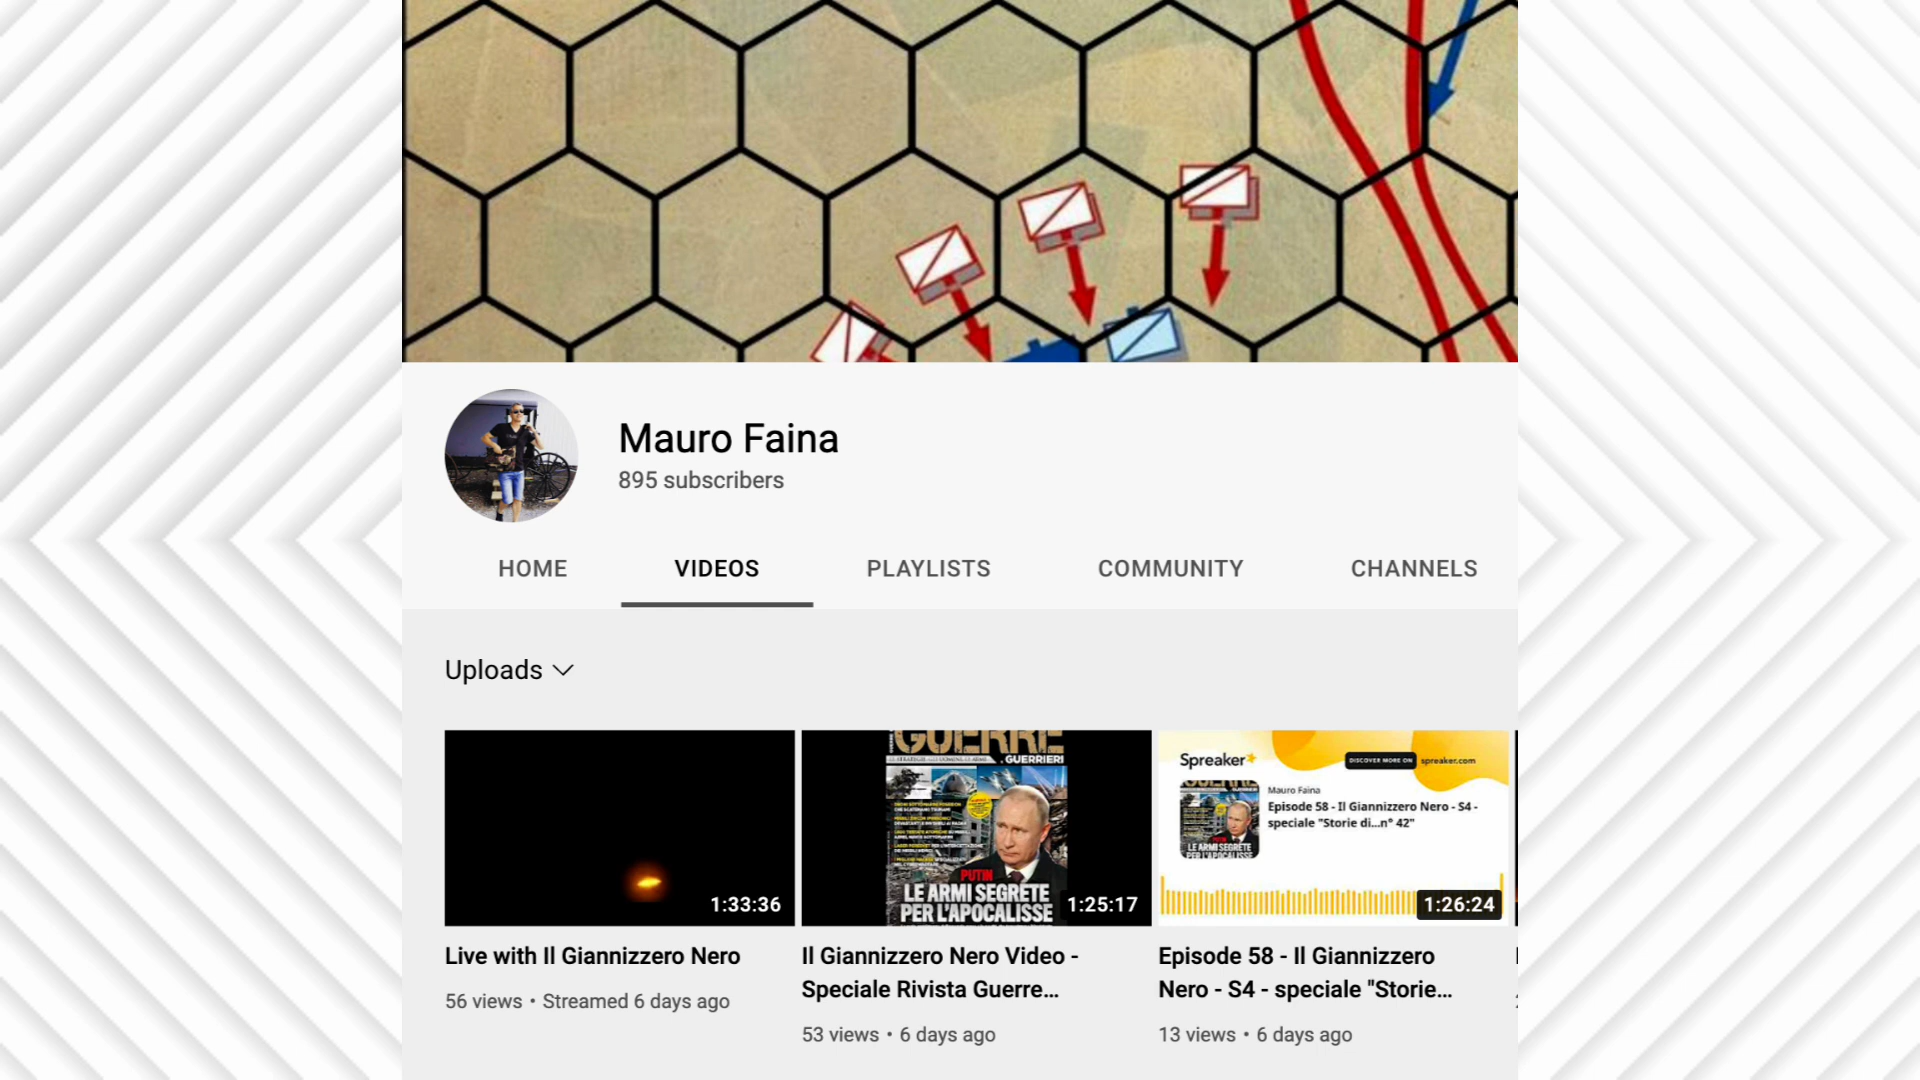 Mauro Faina
895 subscribers
HOME VIDEOS PLAYLISTS COMMUNITY CHANNELS
Uploads
1:33:36
Live with Il Giannizzero Nero
56 views • Streamed 6 days ago
GUERRE
GUERRIERI
PUTIN
LE ARMI SEGRETE
PER L'APOCALISSE
1:25:17
Il Giannizzero Nero Video -
Speciale Rivista Guerre...
53 views • 6 days ago
Spreaker
DISCOVER MORE ON spreaker.com
Mauro Faina
Episode 58 - Il Giannizzero Nero - S4 -
speciale "Storie di...n° 42"
PUTIN
LE ARMI SEGRETE
PER L'APOCALISSE
1:26:24
Episode 58 - Il Giannizzero
Nero - S4 - speciale "Storie...
13 views • 6 days ago